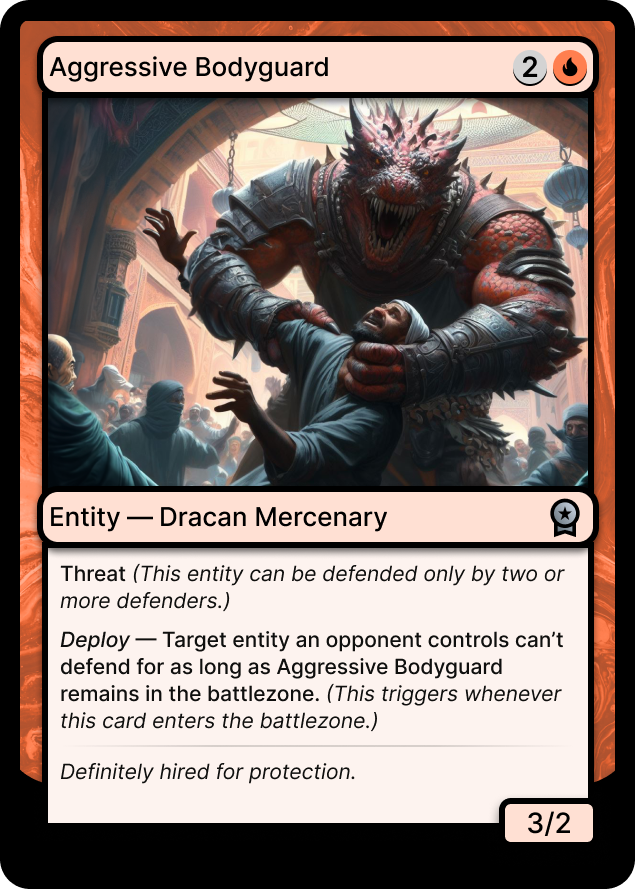 Aggressive Bodyguard
2
Entity — Dracan Mercenary
Threat (This entity can be defended only by two or
more defenders.)
Deploy — Target entity an opponent controls can’t
defend for as long as Aggressive Bodyguard
remains in the battlezone. (This triggers whenever
this card enters the battlezone.)
Definitely hired for protection.
3/2